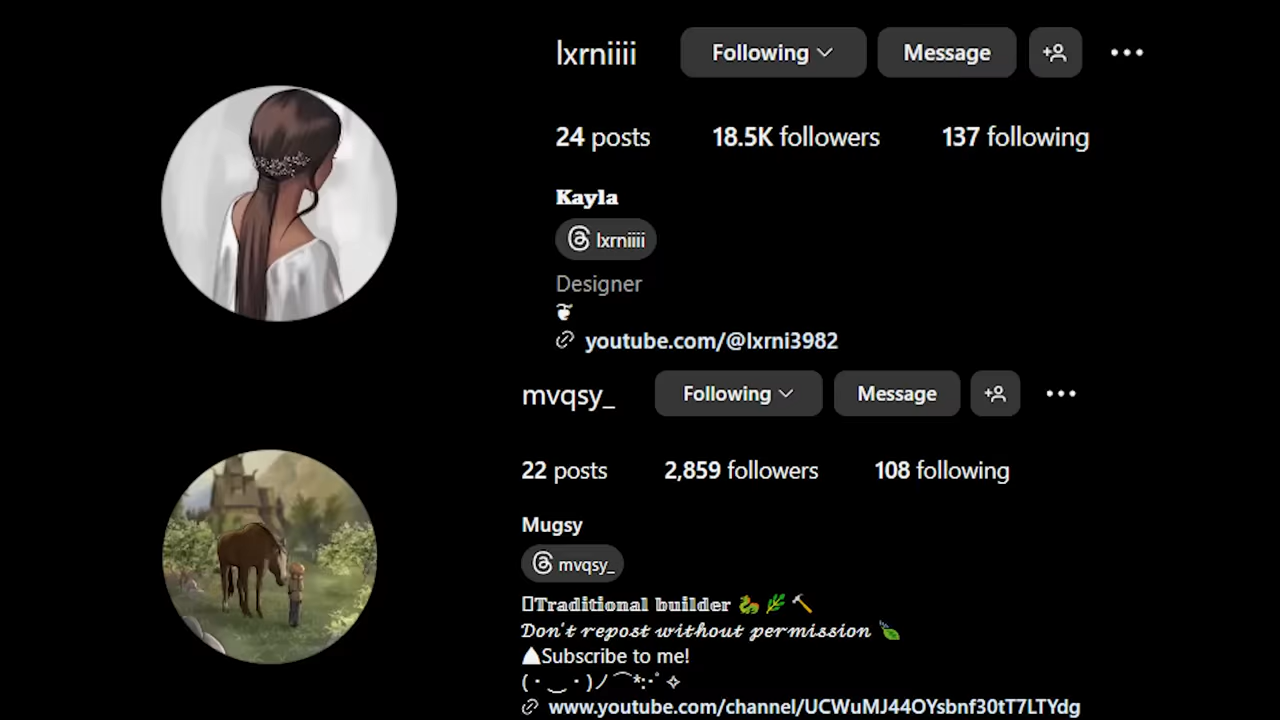 lxrniiii Following Message
24 posts 18.5K followers 137 following
Kayla
lxrniiii
Designer
❦
youtube.com/@lxrni3982
mvqsy_ Following Message
22 posts 2,859 followers 108 following
Mugsy
mvqsy_
𝕋raditional builder 🐉🌿🔨
Don't repost without permission 🍃
Subscribe to me!
( ･ ‿ ･ )ノ⌒*:･ﾟ✧
www.youtube.com/channel/UCWuMJ44OYsbnf30tT7LTYdg